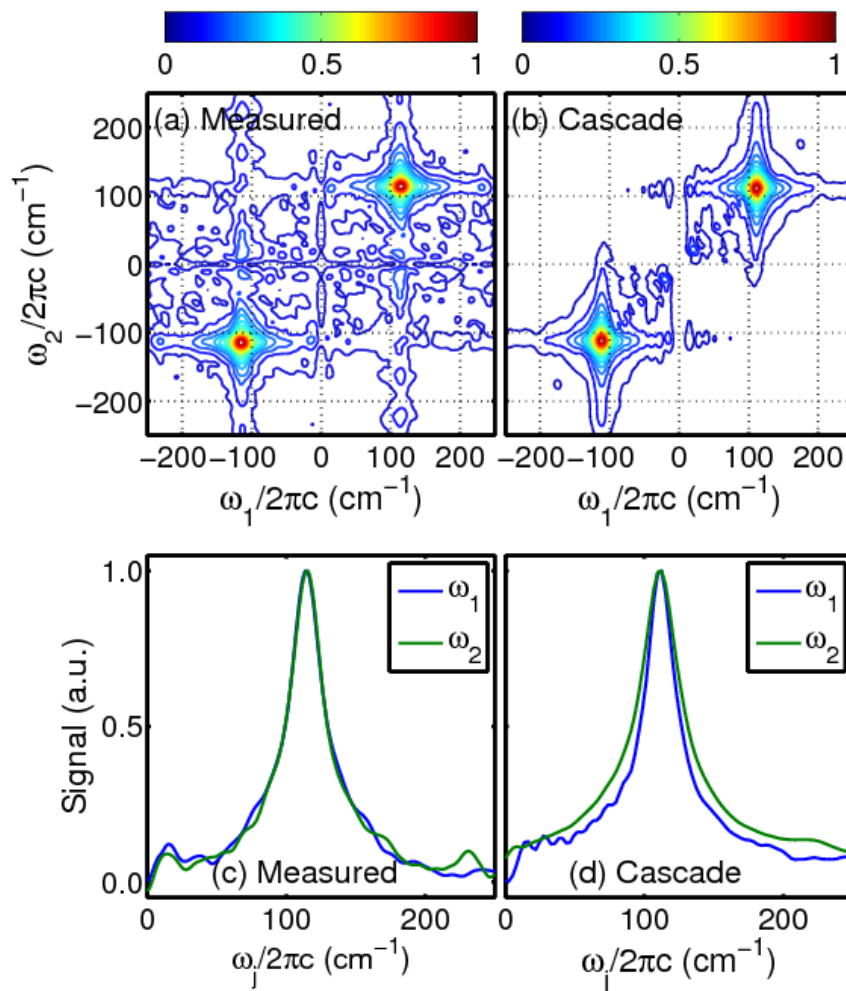 0 0.5 1 0 0.5 1
(a) Measured (b) Cascade
200
100
0
−100
−200
ω2/2πc (cm−1)
−200 −100 0 100 200 −200 −100 0 100 200
ω1/2πc (cm−1) ω1/2πc (cm−1)
1.0
0.5
0.0
Signal (a.u.)
ω1 ω1
ω2 ω2
(c) Measured (d) Cascade
0 100 200 0 100 200
ωj/2πc (cm−1) ωj/2πc (cm−1)